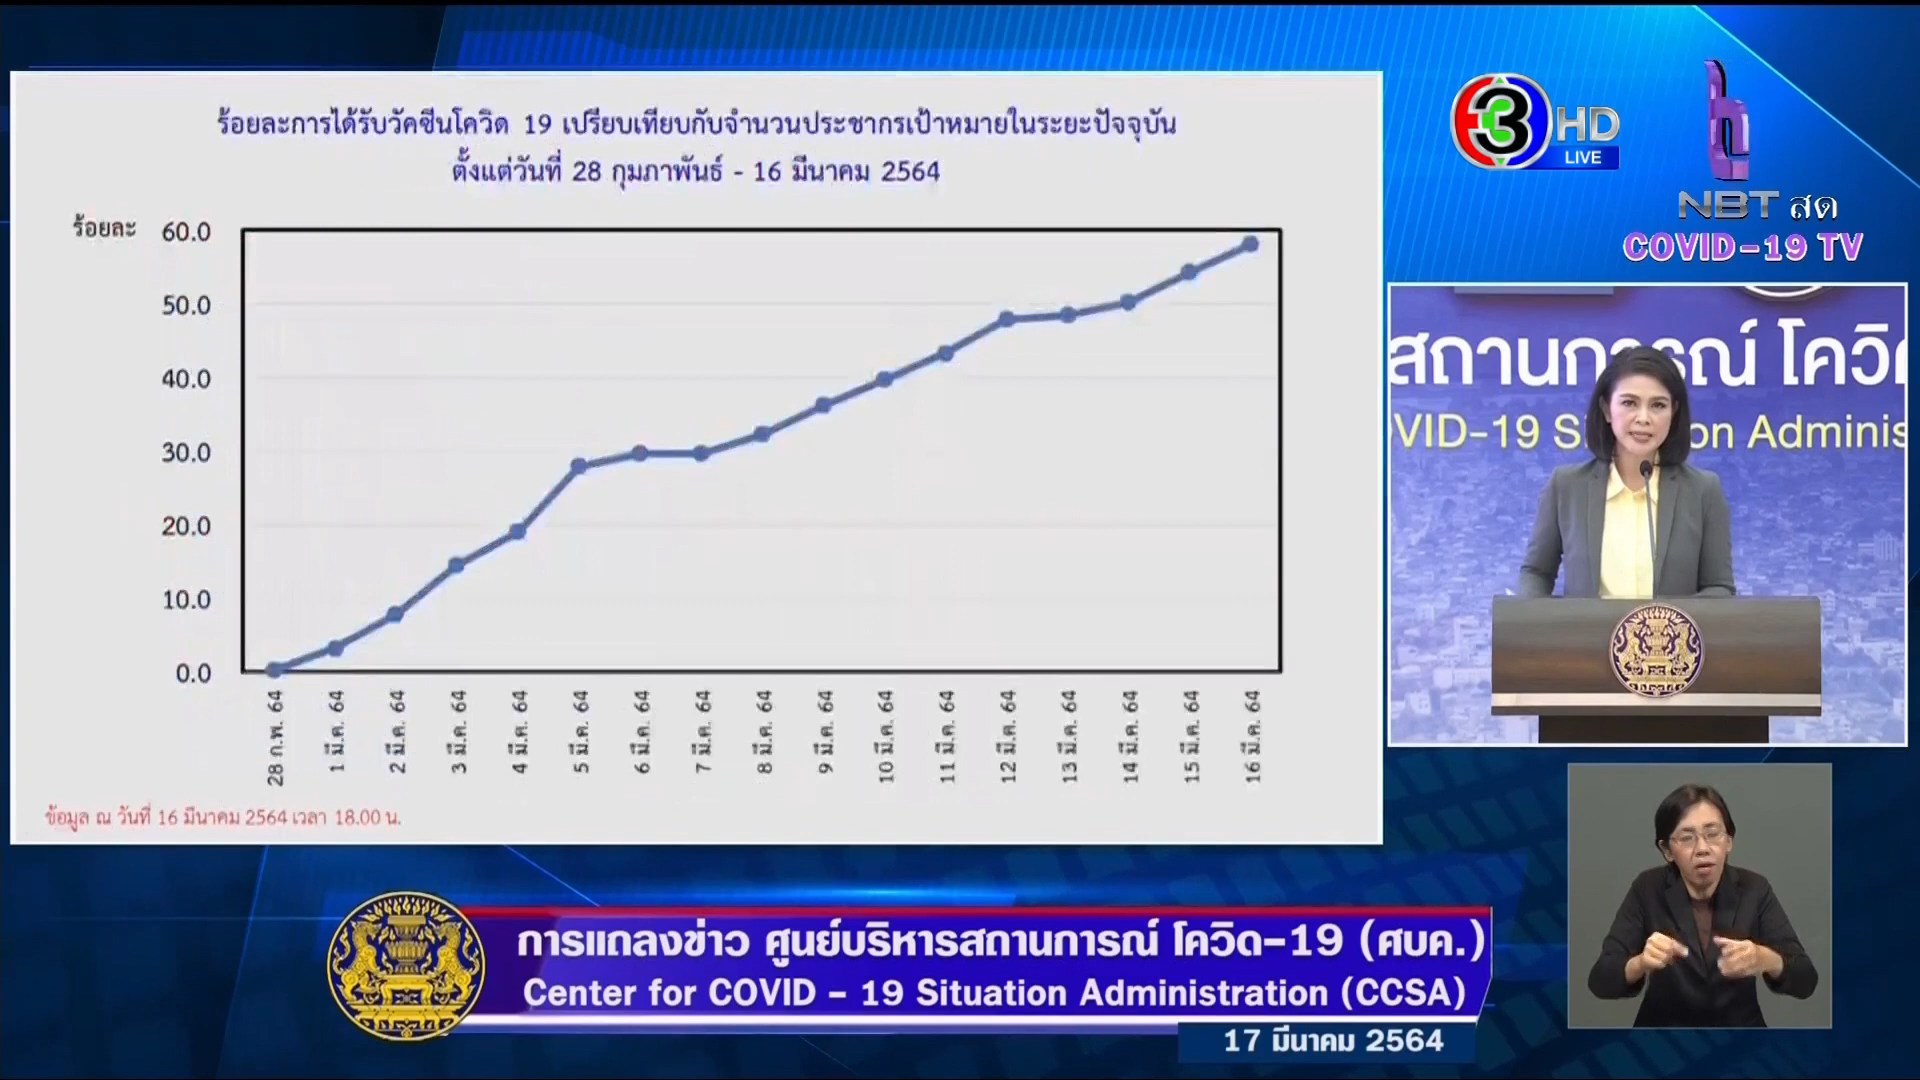 ร้อยละการได้รับวัคซีนโควิด 19 เปรียบเทียบกับจำนวนประชากรเป้าหมายในระยะปัจจุบัน
ตั้งแต่วันที่ 28 กุมภาพันธ์ - 16 มีนาคม 2564
ร้อยละ
60.0
50.0
40.0
30.0
20.0
10.0
0.0
28 ก.พ. 64
1 มี.ค. 64
2 มี.ค. 64
3 มี.ค. 64
4 มี.ค. 64
5 มี.ค. 64
6 มี.ค. 64
7 มี.ค. 64
8 มี.ค. 64
9 มี.ค. 64
10 มี.ค. 64
11 มี.ค. 64
12 มี.ค. 64
13 มี.ค. 64
14 มี.ค. 64
15 มี.ค. 64
16 มี.ค. 64
ข้อมูล ณ วันที่ 16 มีนาคม 2564 เวลา 18.00 น.
3 HD
LIVE
NBT สด
COVID-19 TV
สถานการณ์ โควิ
VID-19 Si on Adminis
การแถลงข่าว ศูนย์บริหารสถานการณ์ โควิด-19 (ศบค.)
Center for COVID - 19 Situation Administration (CCSA)
17 มีนาคม 2564